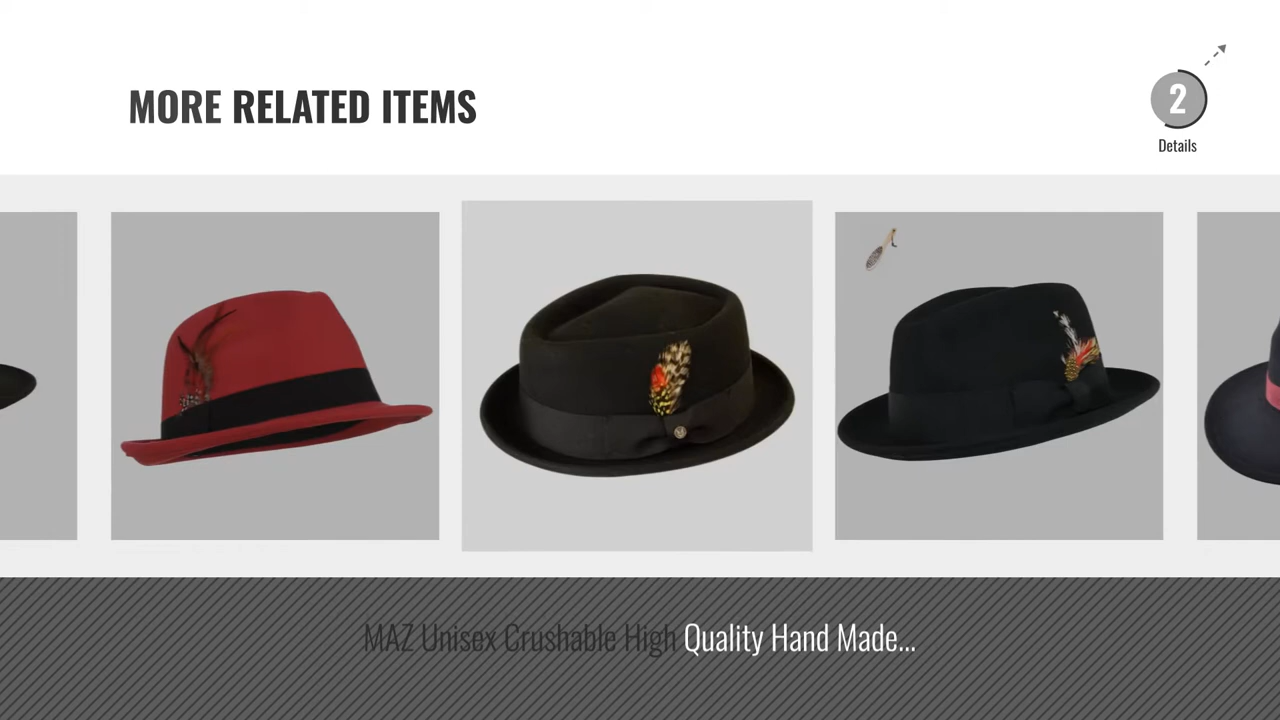 MORE RELATED ITEMS
2
Details
MAZ Unisex Crushable High Quality Hand Made...